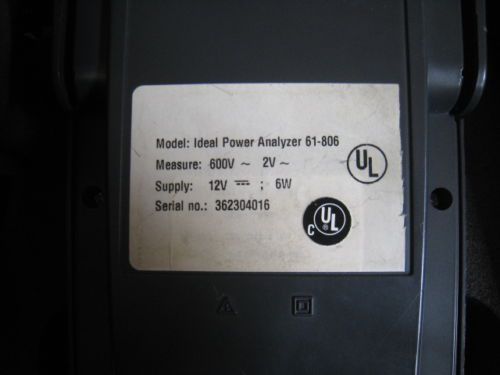 Model: Ideal Power Analyzer 61-806
Measure: 600V ~ 2V ~
Supply: 12V ⎓ ; 6W
Serial no.: 362304016
UL
C UL ®